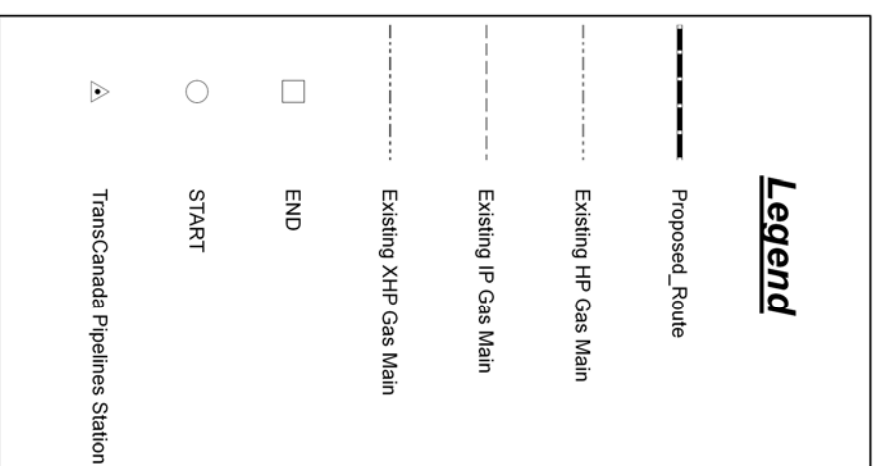 Legend
Proposed_Route
Existing HP Gas Main
Existing IP Gas Main
Existing XHP Gas Main
END
START
TransCanada Pipelines Station